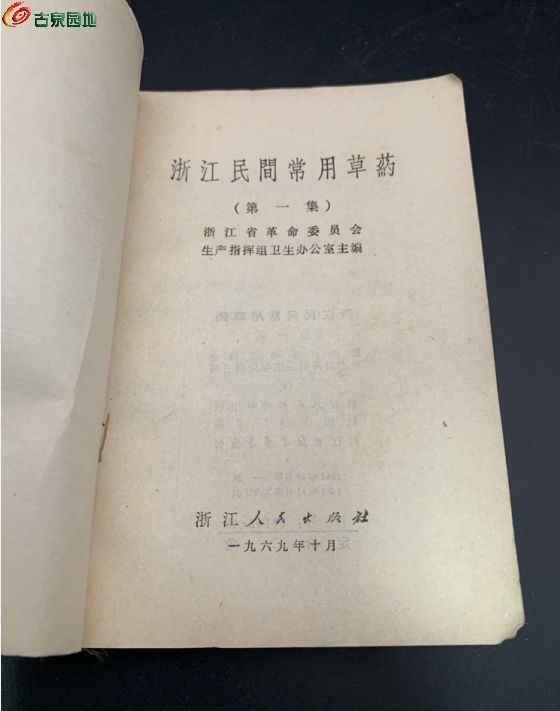 古泉园地
浙江民間常用草葯
（第一集）
浙江省革命委员会
生产指挥组卫生办公室主编
浙江人民出版社
一九六九年十月